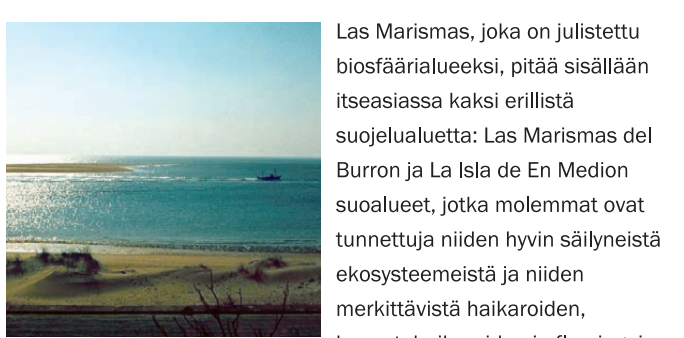 Las Marismas, joka on julistettu
biosfäärialueeksi, pitää sisällään
itseasiassa kaksi erillistä
suojelualuetta: Las Marismas del
Burron ja La Isla de En Medion
suoalueet, jotka molemmat ovat
tunnettuja niiden hyvin säilyneistä
ekosysteemeistä ja niiden
merkittävistä haikaroiden,